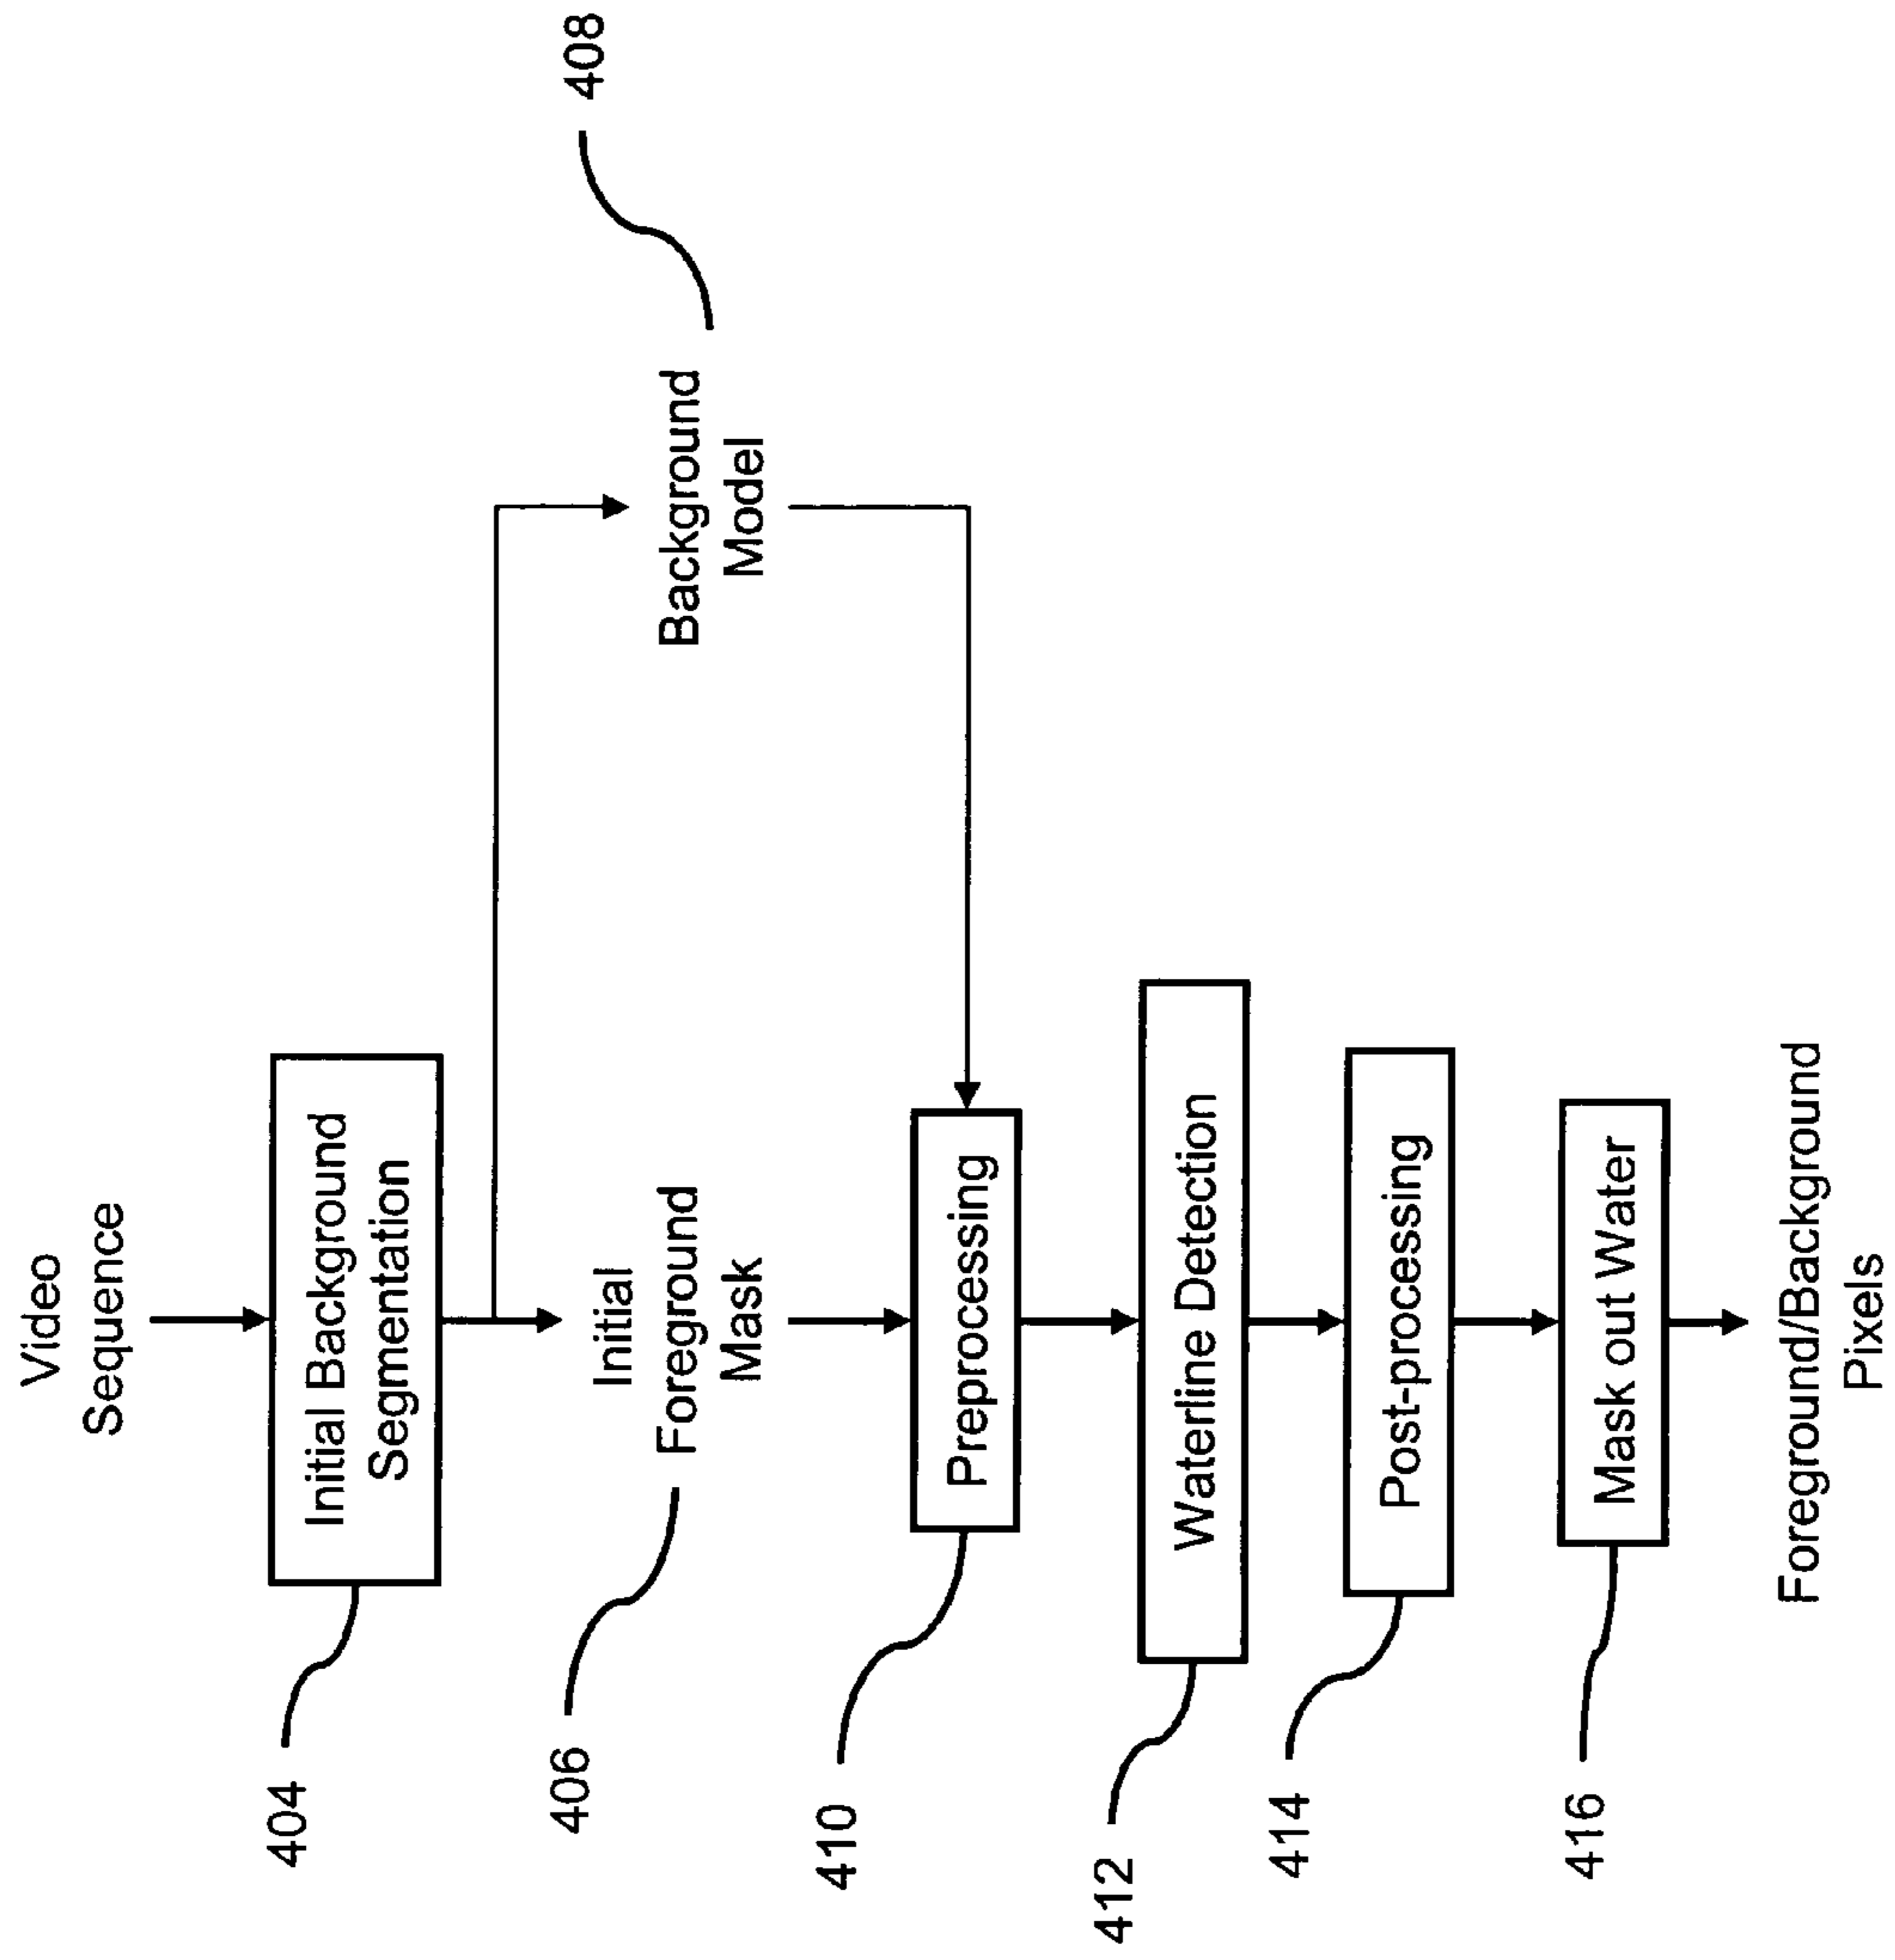 Video
Sequence
404
Initial Background
Segmentation
406
Initial
Foreground
Mask
408
Background
Model
410
Preprocessing
412
Waterline Detection
414
Post-processing
416
Mask out Water
Foreground/Background
Pixels